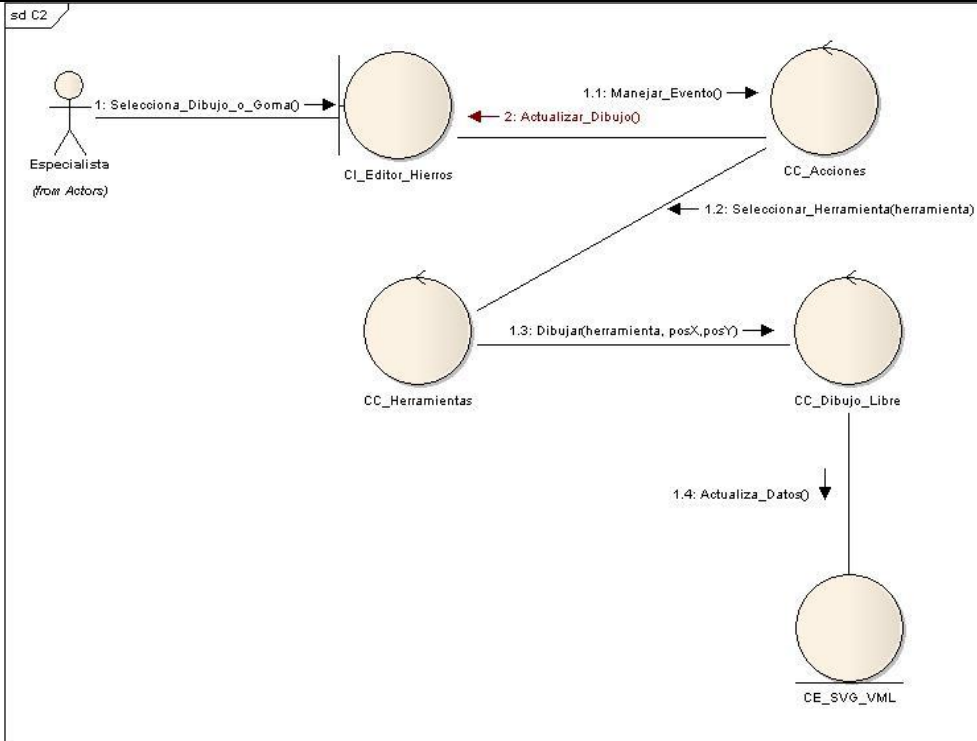 sd C2
1: Selecciona_Dibujo_o_Goma()
1.1: Manejar_Evento()
2: Actualizar_Dibujo()
Especialista
(from Actors)
CI_Editor_Hierros
CC_Acciones
1.2: Seleccionar_Herramienta(herramienta)
1.3: Dibujar(herramienta, posX,posY)
CC_Herramientas
CC_Dibujo_Libre
1.4: Actualiza_Datos()
CE_SVG_VML